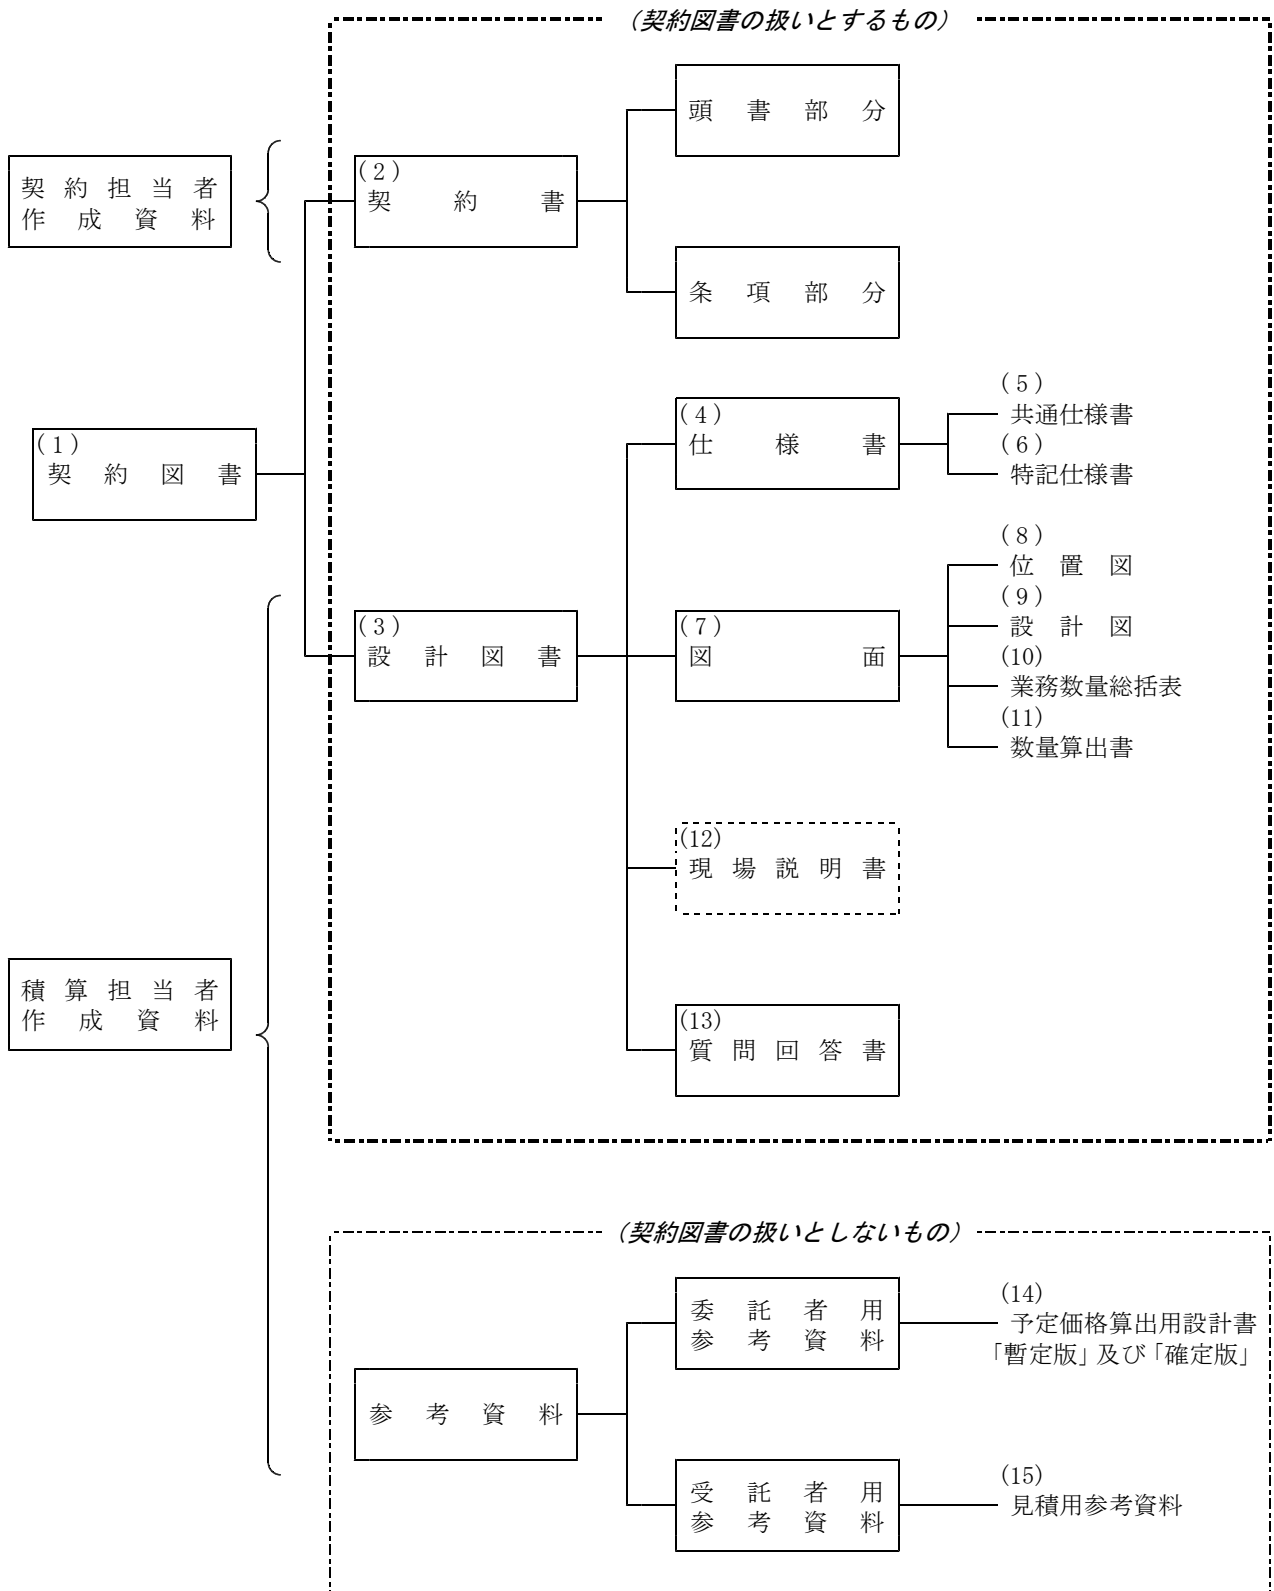 (契約図書の扱いとするもの)
頭書部分
契約担当者
作成資料
(2)
契約書
条項部分
(1)
契約図書
(4)
仕様書
(5)
共通仕様書
(6)
特記仕様書
(3)
設計図書
(7)
図面
(8)
位置図
(9)
設計図
(10)
業務数量総括表
(11)
数量算出書
(12)
現場説明書
積算担当者
作成資料
(13)
質問回答書
(契約図書の扱いとしないもの)
委託者用
参考資料
(14)
予定価格算出用設計書
「暫定版」及び「確定版」
参考資料
受託者用
参考資料
(15)
見積用参考資料